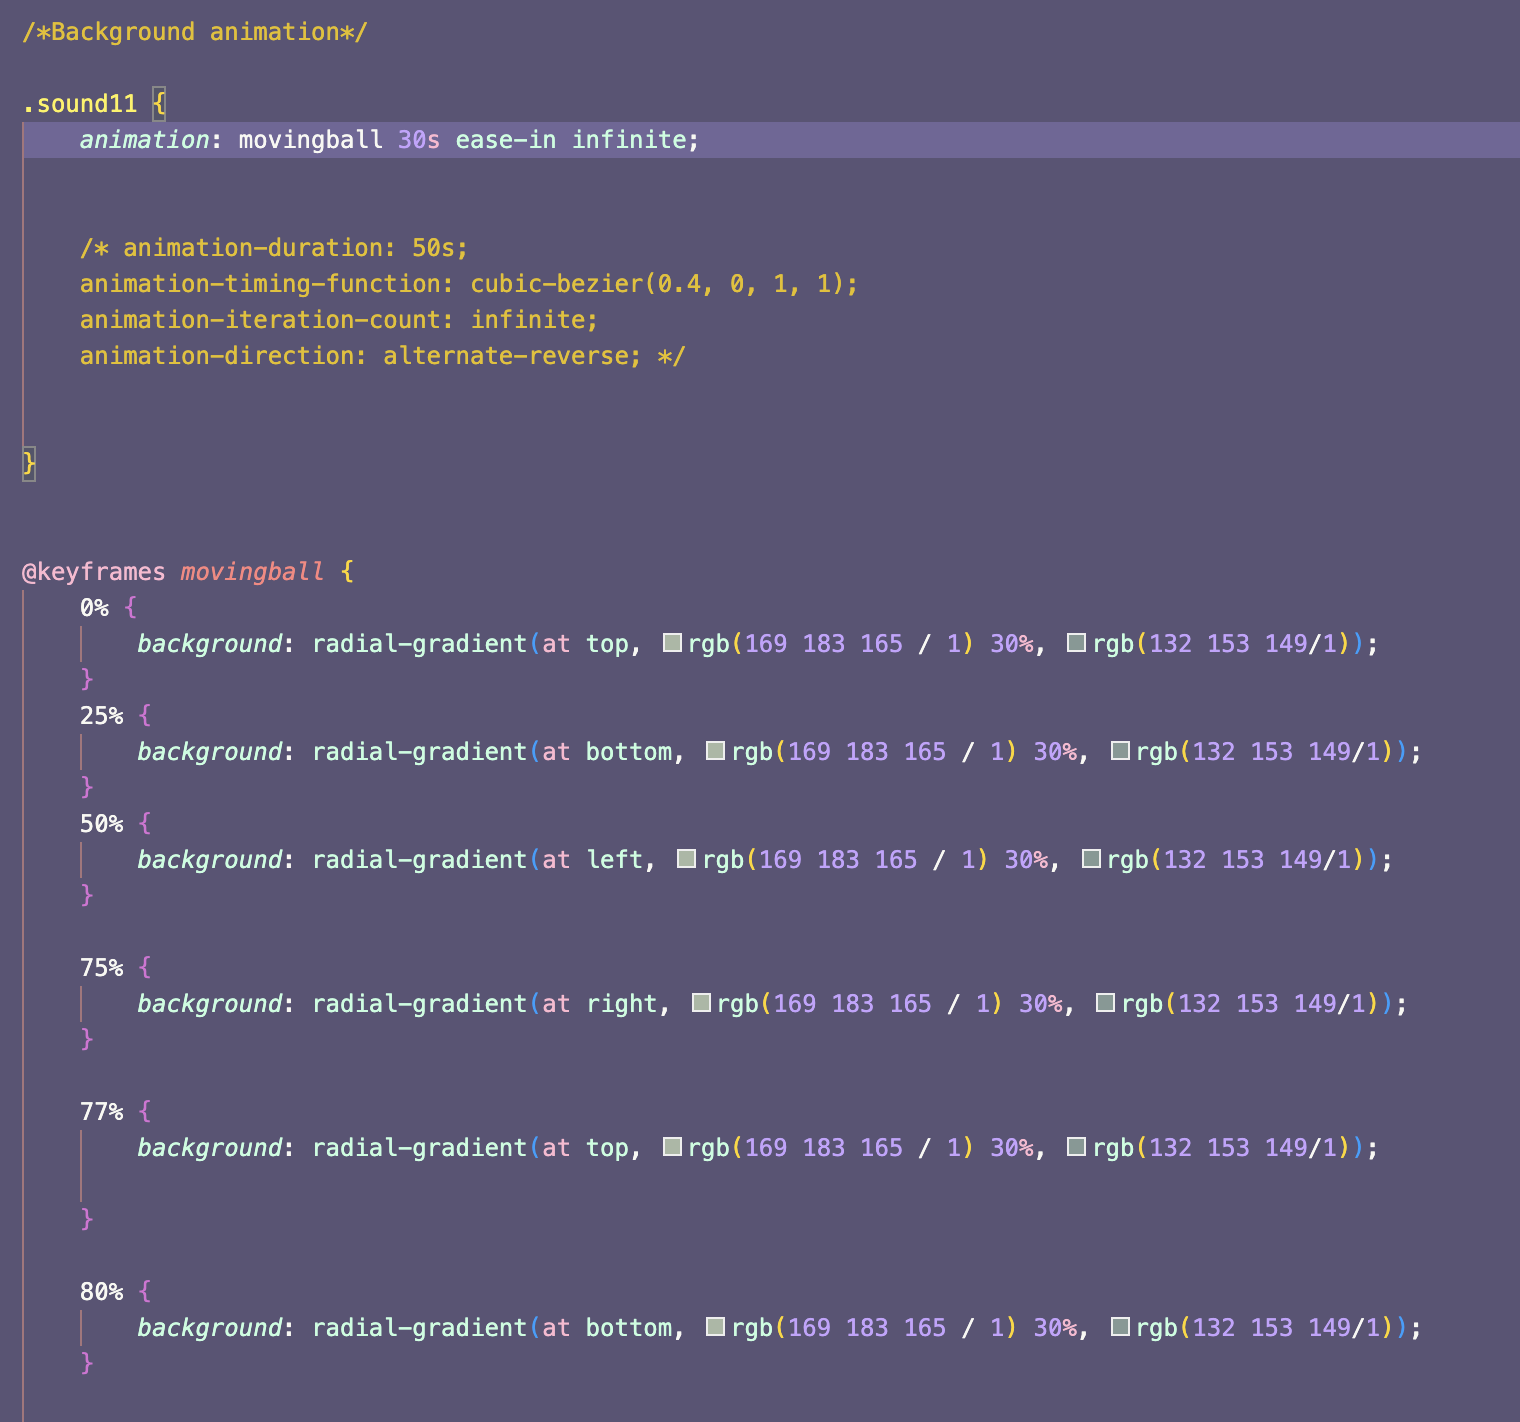 /*Background animation*/
.sound11 {
animation: movingball 30s ease-in infinite;
/* animation-duration: 50s;
animation-timing-function: cubic-bezier(0.4, 0, 1, 1);
animation-iteration-count: infinite;
animation-direction: alternate-reverse; */
}
@keyframes movingball {
0% {
background: radial-gradient(at top, rgb(169 183 165 / 1) 30%, rgb(132 153 149/1));
}
25% {
background: radial-gradient(at bottom, rgb(169 183 165 / 1) 30%, rgb(132 153 149/1));
}
50% {
background: radial-gradient(at left, rgb(169 183 165 / 1) 30%, rgb(132 153 149/1));
}
75% {
background: radial-gradient(at right, rgb(169 183 165 / 1) 30%, rgb(132 153 149/1));
}
77% {
background: radial-gradient(at top, rgb(169 183 165 / 1) 30%, rgb(132 153 149/1));
}
80% {
background: radial-gradient(at bottom, rgb(169 183 165 / 1) 30%, rgb(132 153 149/1));
}